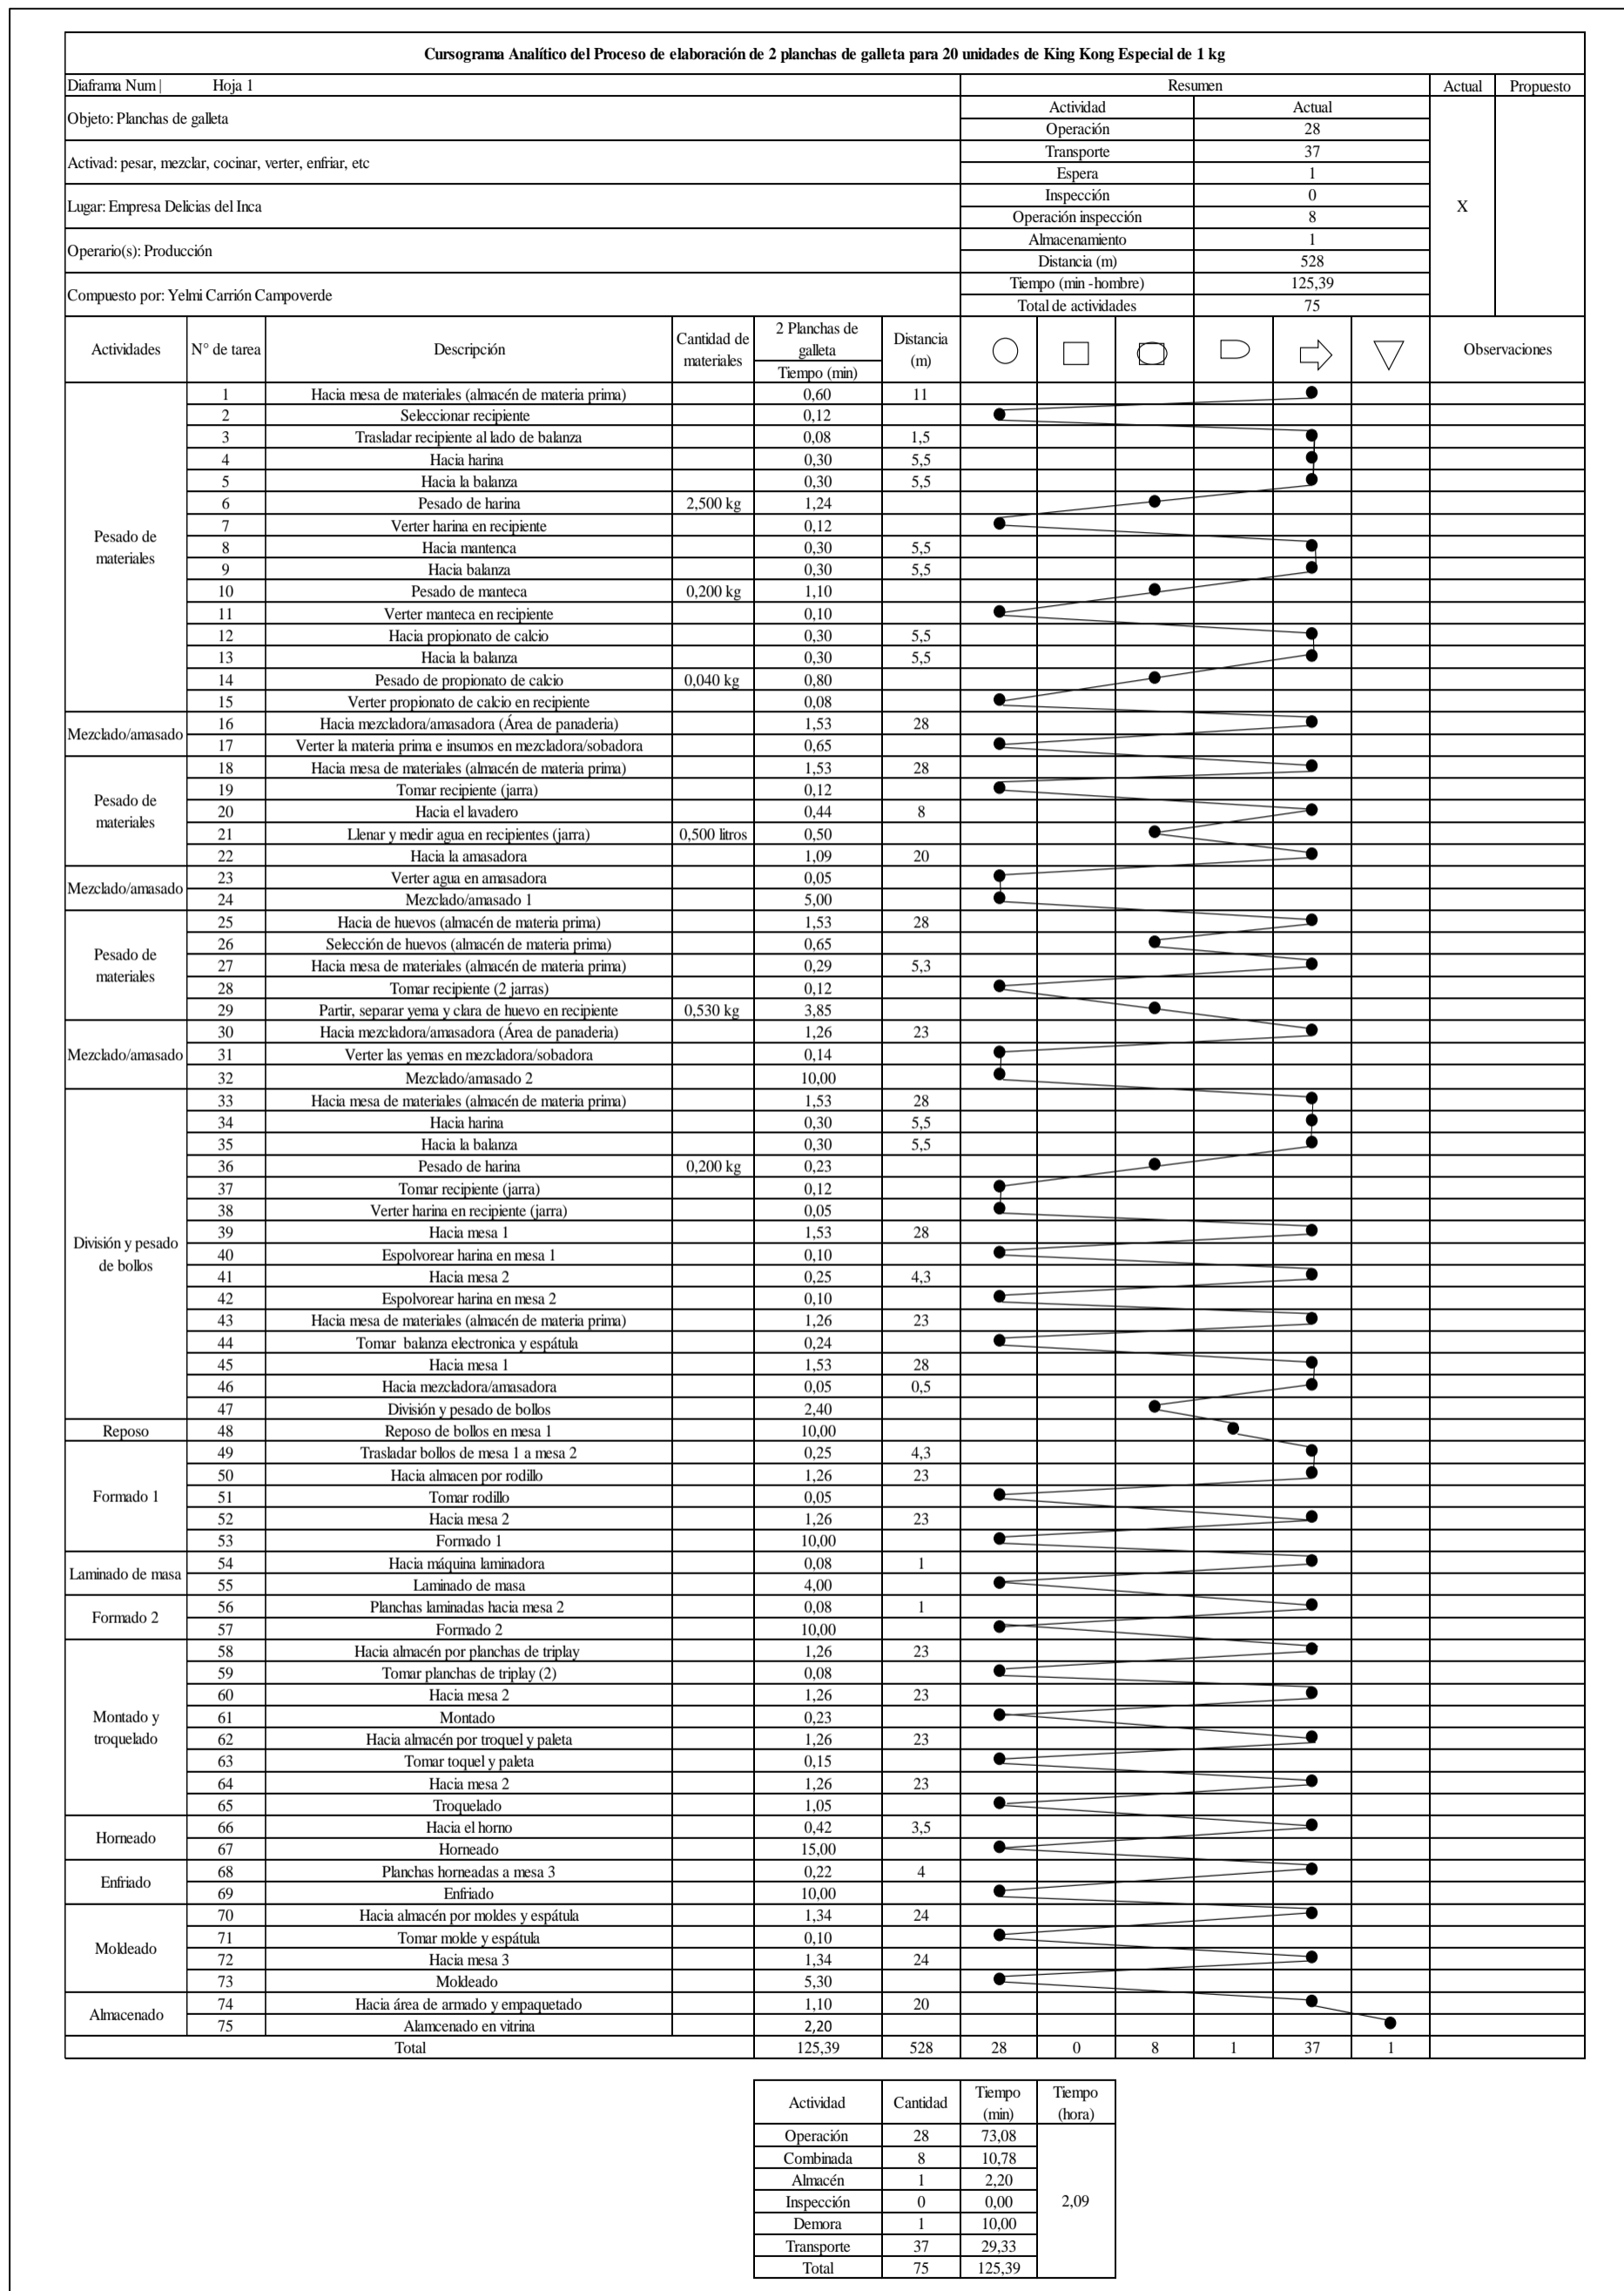 Cursograma Analítico del Proceso de elaboración de 2 planchas de galleta para 20 unidades de King Kong Especial de 1 kg
Diaframa Num | Hoja 1 Resumen Actual Propuesto
Objeto: Planchas de galleta
Actividad Actual
Operación 28
Activad: pesar, mezclar, cocinar, verter, enfriar, etc
Transporte 37
Espera 1
Lugar: Empresa Delicias del Inca
Inspección 0
X
Operación inspección 8
Operario(s): Producción
Almacenamiento 1
Distancia (m) 528
Compuesto por: Yelmi Carrión Campoverde
Tiempo (min -hombre) 125,39
Total de actividades 75
Actividades N° de tarea Descripción Cantidad de materiales 2 Planchas de galleta Tiempo (min) Distancia (m) Observaciones
Pesado de materiales
1 Hacia mesa de materiales (almacén de materia prima) 0,60 11
2 Seleccionar recipiente 0,12
3 Trasladar recipiente al lado de balanza 0,08 1,5
4 Hacia harina 0,30 5,5
5 Hacia la balanza 0,30 5,5
6 Pesado de harina 2,500 kg 1,24
7 Verter harina en recipiente 0,12
8 Hacia mantenca 0,30 5,5
9 Hacia balanza 0,30 5,5
10 Pesado de manteca 0,200 kg 1,10
11 Verter manteca en recipiente 0,10
12 Hacia propionato de calcio 0,30 5,5
13 Hacia la balanza 0,30 5,5
14 Pesado de propionato de calcio 0,040 kg 0,80
15 Verter propionato de calcio en recipiente 0,08
Mezclado/amasado
16 Hacia mezcladora/amasadora (Área de panaderia) 1,53 28
17 Verter la materia prima e insumos en mezcladora/sobadora 0,65
Pesado de materiales
18 Hacia mesa de materiales (almacén de materia prima) 1,53 28
19 Tomar recipiente (jarra) 0,12
20 Hacia el lavadero 0,44 8
21 Llenar y medir agua en recipientes (jarra) 0,500 litros 0,50
22 Hacia la amasadora 1,09 20
Mezclado/amasado
23 Verter agua en amasadora 0,05
24 Mezclado/amasado 1 5,00
Pesado de materiales
25 Hacia de huevos (almacén de materia prima) 1,53 28
26 Selección de huevos (almacén de materia prima) 0,65
27 Hacia mesa de materiales (almacén de materia prima) 0,29 5,3
28 Tomar recipiente (2 jarras) 0,12
29 Partir, separar yema y clara de huevo en recipiente 0,530 kg 3,85
Mezclado/amasado
30 Hacia mezcladora/amasadora (Área de panaderia) 1,26 23
31 Verter las yemas en mezcladora/sobadora 0,14
32 Mezclado/amasado 2 10,00
División y pesado de bollos
33 Hacia mesa de materiales (almacén de materia prima) 1,53 28
34 Hacia harina 0,30 5,5
35 Hacia la balanza 0,30 5,5
36 Pesado de harina 0,200 kg 0,23
37 Tomar recipiente (jarra) 0,12
38 Verter harina en recipiente (jarra) 0,05
39 Hacia mesa 1 1,53 28
40 Espolvorear harina en mesa 1 0,10
41 Hacia mesa 2 0,25 4,3
42 Espolvorear harina en mesa 2 0,10
43 Hacia mesa de materiales (almacén de materia prima) 1,26 23
44 Tomar balanza electronica y espátula 0,24
45 Hacia mesa 1 1,53 28
46 Hacia mezcladora/amasadora 0,05 0,5
47 División y pesado de bollos 2,40
Reposo 48 Reposo de bollos en mesa 1 10,00
Formado 1
49 Trasladar bollos de mesa 1 a mesa 2 0,25 4,3
50 Hacia almacen por rodillo 1,26 23
51 Tomar rodillo 0,05
52 Hacia mesa 2 1,26 23
53 Formado 1 10,00
Laminado de masa
54 Hacia máquina laminadora 0,08 1
55 Laminado de masa 4,00
Formado 2
56 Planchas laminadas hacia mesa 2 0,08 1
57 Formado 2 10,00
Montado y troquelado
58 Hacia almacén por planchas de triplay 1,26 23
59 Tomar planchas de triplay (2) 0,08
60 Hacia mesa 2 1,26 23
61 Montado 0,23
62 Hacia almacén por troquel y paleta 1,26 23
63 Tomar toquel y paleta 0,15
64 Hacia mesa 2 1,26 23
65 Troquelado 1,05
Horneado
66 Hacia el horno 0,42 3,5
67 Horneado 15,00
Enfriado
68 Planchas horneadas a mesa 3 0,22 4
69 Enfriado 10,00
Moldeado
70 Hacia almacén por moldes y espátula 1,34 24
71 Tomar molde y espátula 0,10
72 Hacia mesa 3 1,34 24
73 Moldeado 5,30
Almacenado
74 Hacia área de armado y empaquetado 1,10 20
75 Alamcenado en vitrina 2,20
Total 125,39 528 28 0 8 1 37 1
Actividad Cantidad Tiempo (min) Tiempo (hora)
Operación 28 73,08
Combinada 8 10,78
Almacén 1 2,20
Inspección 0 0,00 2,09
Demora 1 10,00
Transporte 37 29,33
Total 75 125,39